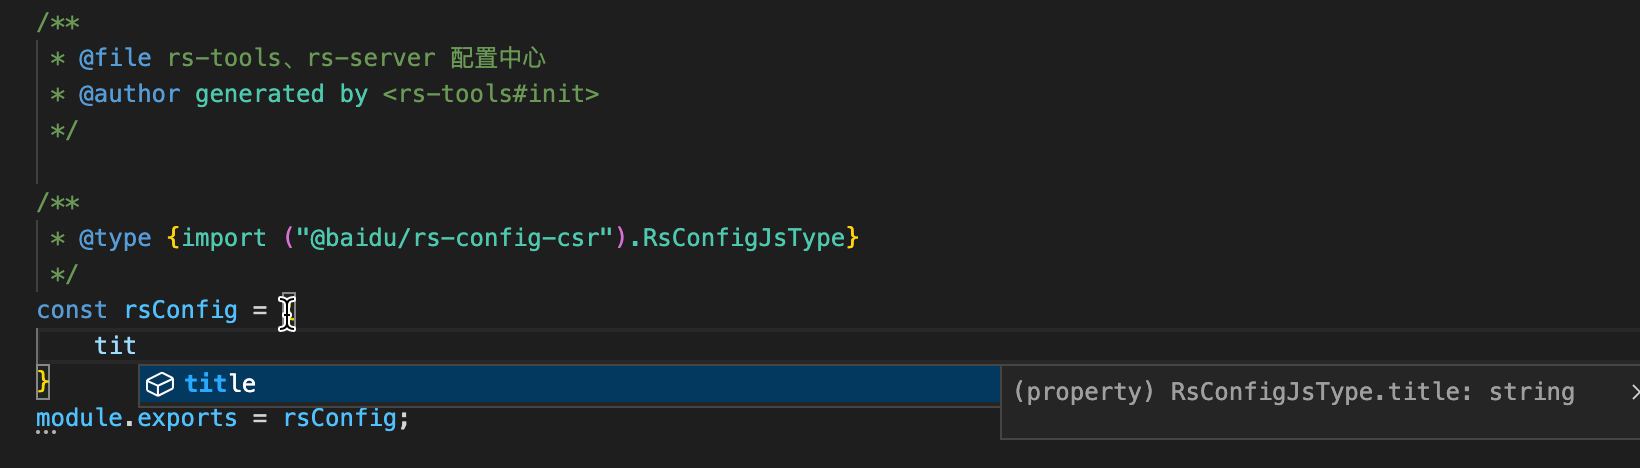 /**
* @file rs-tools、rs-server 配置中心
* @author generated by <rs-tools#init>
*/
/**
* @type {import ("@baidu/rs-config-csr").RsConfigJsType}
*/
const rsConfig = {
tit
}
title
(property) RsConfigJsType.title: string
module.exports = rsConfig;